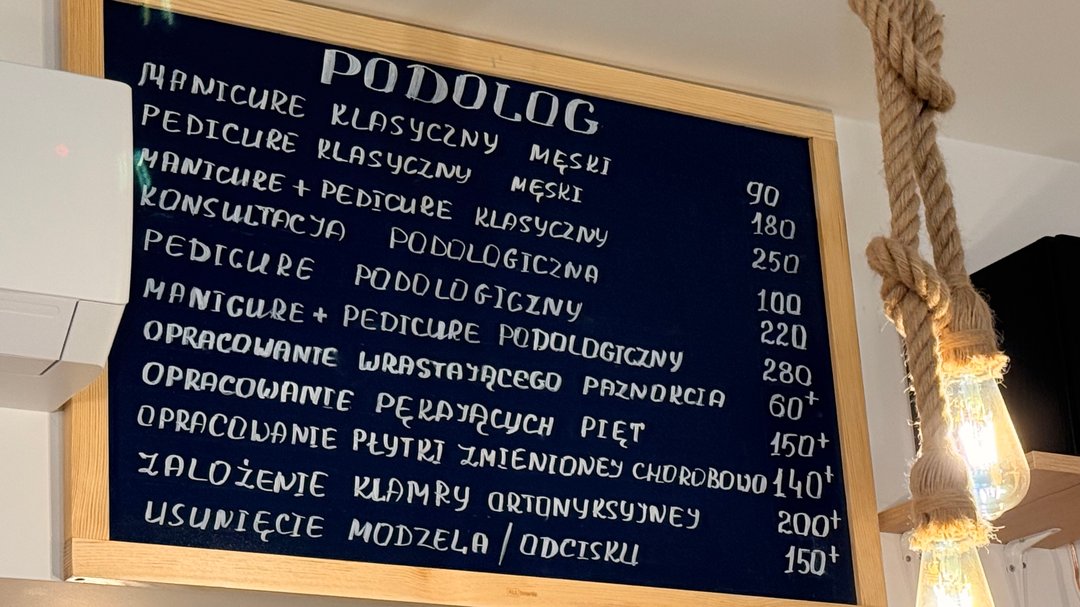 PODOLOG
MANICURE KLASYCZNY MĘSKI 90
PEDICURE KLASYCZNY MĘSKI 180
MANICURE + PEDICURE KLASYCZNY 250
KONSULTACJA PODOLOGICZNA 100
PEDICURE PODOLOGICZNY 220
MANICURE + PEDICURE PODOLOGICZNY 280
OPRACOWANIE WRASTAJĄCEGO PAZNOKCIA 60+
OPRACOWANIE PĘKAJĄCYCH PIĘT 150+
OPRACOWANIE PŁYTKI ZMIENIONEJ CHOROBOWO 140+
ZALOŻENIE KLAMRY ORTONYKSYJNEJ 200+
USUNIĘCIE MODZELA / ODCISKU 150+